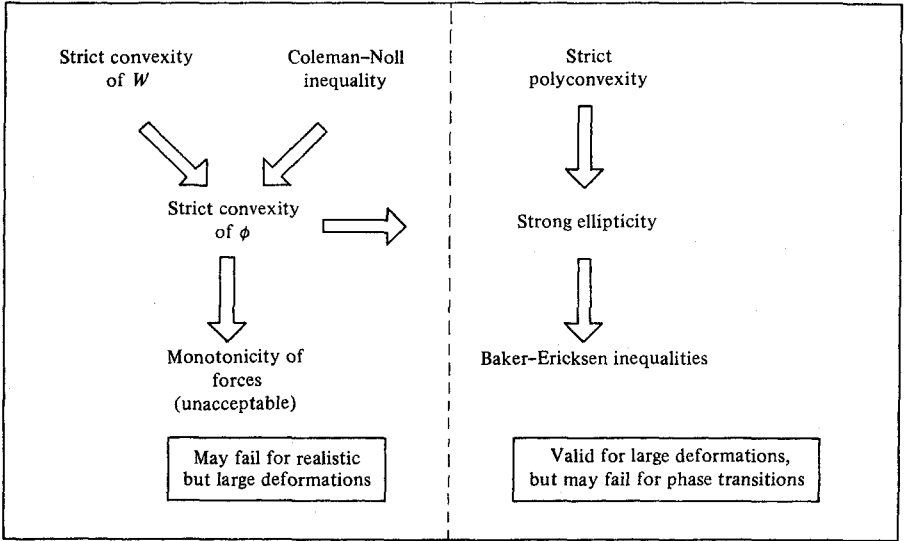 Strict convexity
of W
Coleman–Noll
inequality
Strict convexity
of ϕ
Monotonicity of
forces
(unacceptable)
May fail for realistic
but large deformations
Strict
polyconvexity
Strong ellipticity
Baker–Ericksen inequalities
Valid for large deformations,
but may fail for phase transitions